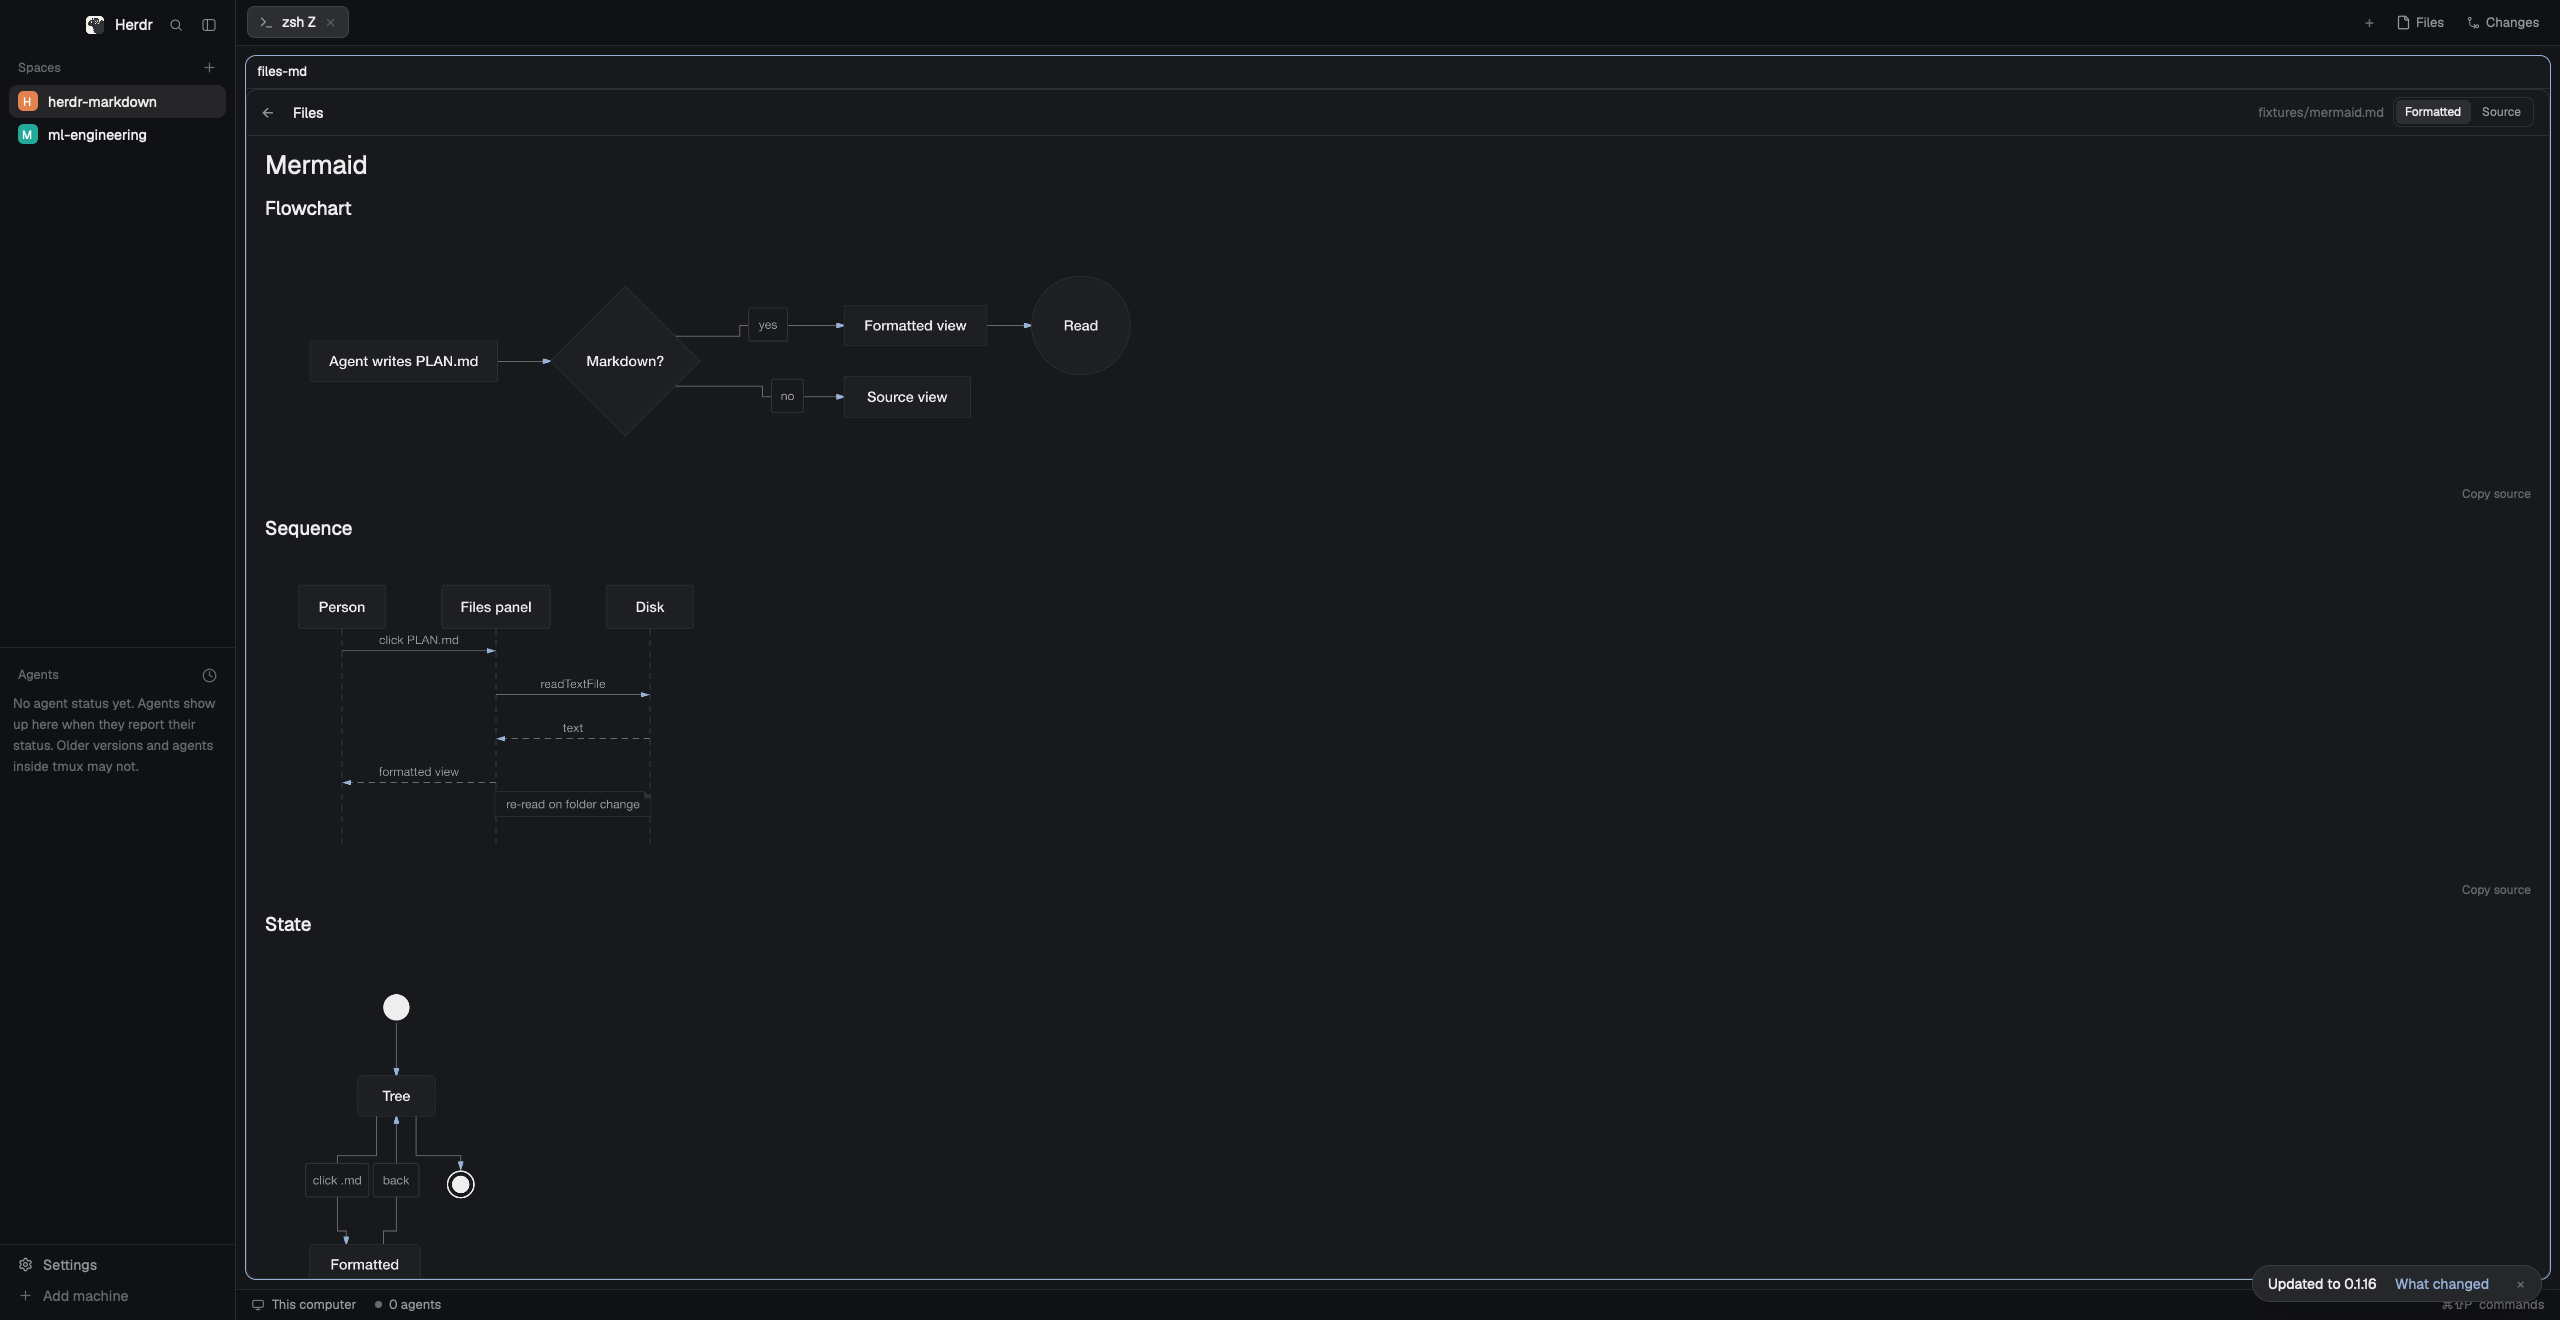 Herdr
Spaces
H herdr-markdown
M ml-engineering
Agents
No agent status yet. Agents show
up here when they report their
status. Older versions and agents
inside tmux may not.
Settings
Add machine
zsh Z
Files
Changes
files-md
Files
fixtures/mermaid.md
Formatted
Source
Mermaid
Flowchart
Agent writes PLAN.md
Markdown?
yes
no
Formatted view
Source view
Read
Copy source
Sequence
Person
Files panel
Disk
click PLAN.md
readTextFile
text
formatted view
re-read on folder change
Copy source
State
Tree
click .md
back
Formatted
This computer
0 agents
Updated to 0.1.16
What changed
⌘⇧P commands